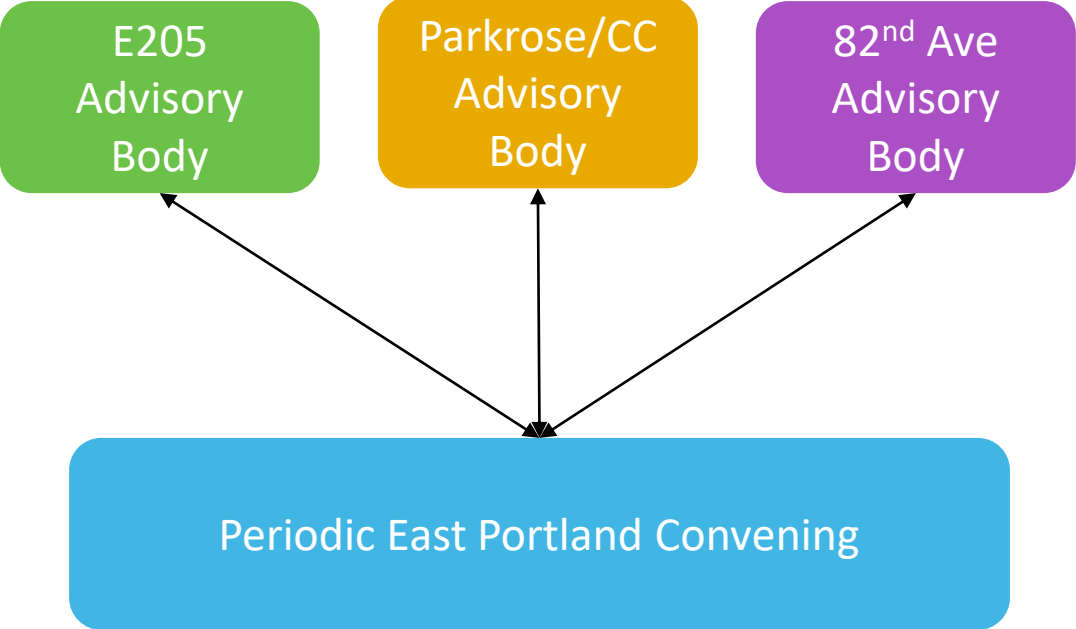 E205
Advisory
Body
Parkrose/CC
Advisory
Body
82nd Ave
Advisory
Body
Periodic East Portland Convening